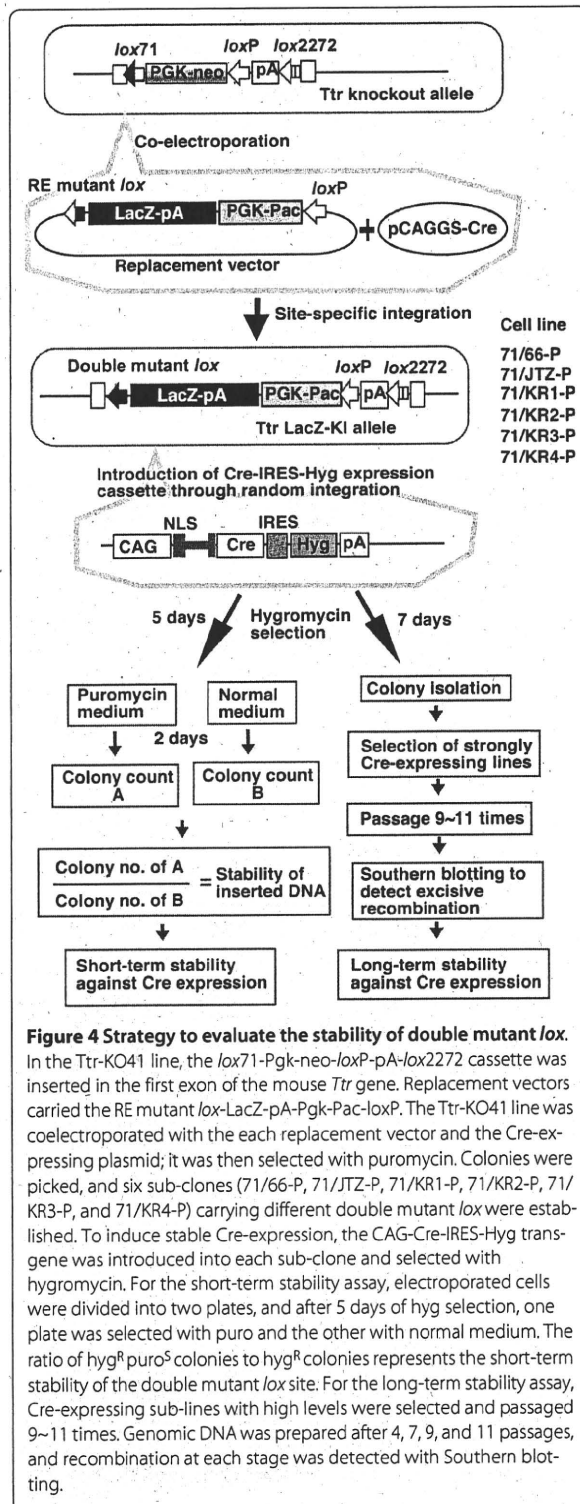 lox71
loxP
lox2272
PGK-neo
pA
Ttr knockout allele
Co-electroporation
RE mutant lox
loxP
LacZ-pA
PGK-Pac
+
pCAGGS-Cre
Replacement vector
Site-specific integration
Cell line
71/66-P
71/JTZ-P
71/KR1-P
71/KR2-P
71/KR3-P
71/KR4-P
Double mutant lox
loxP
lox2272
LacZ-pA
PGK-Pac
pA
Ttr LacZ-KI allele
Introduction of Cre-IRES-Hyg expression
cassette through random integration
NLS
IRES
CAG
Cre
Hyg
pA
5 days
Hygromycin
selection
7 days
Puromycin
medium
Normal
medium
2 days
Colony count
A
Colony count
B
Colony no. of A
Colony no. of B
= Stability of
inserted DNA
Short-term stability
against Cre expression
Colony isolation
Selection of strongly
Cre-expressing lines
Passage 9~11 times
Southern blotting to
detect excisive
recombination
Long-term stability
against Cre expression
Figure 4 Strategy to evaluate the stability of double mutant lox.
In the Ttr-KO41 line, the lox71-Pgk-neo-loxP-pA-lox2272 cassette was
inserted in the first exon of the mouse Ttr gene. Replacement vectors
carried the RE mutant lox-LacZ-pA-Pgk-Pac-loxP. The Ttr-KO41 line was
coelectroporated with the each replacement vector and the Cre-ex-
pressing plasmid; it was then selected with puromycin. Colonies were
picked, and six sub-clones (71/66-P, 71/JTZ-P, 71/KR1-P, 71/KR2-P, 71/
KR3-P, and 71/KR4-P) carrying different double mutant lox were estab-
lished. To induce stable Cre-expression, the CAG-Cre-IRES-Hyg trans-
gene was introduced into each sub-clone and selected with
hygromycin. For the short-term stability assay, electroporated cells
were divided into two plates, and after 5 days of hyg selection, one
plate was selected with puro and the other with normal medium. The
ratio of hygᴿ puroˢ colonies to hygᴿ colonies represents the short-term
stability of the double mutant lox site. For the long-term stability assay,
Cre-expressing sub-lines with high levels were selected and passaged
9~11 times. Genomic DNA was prepared after 4, 7, 9, and 11 passages,
and recombination at each stage was detected with Southern blot-
ting.